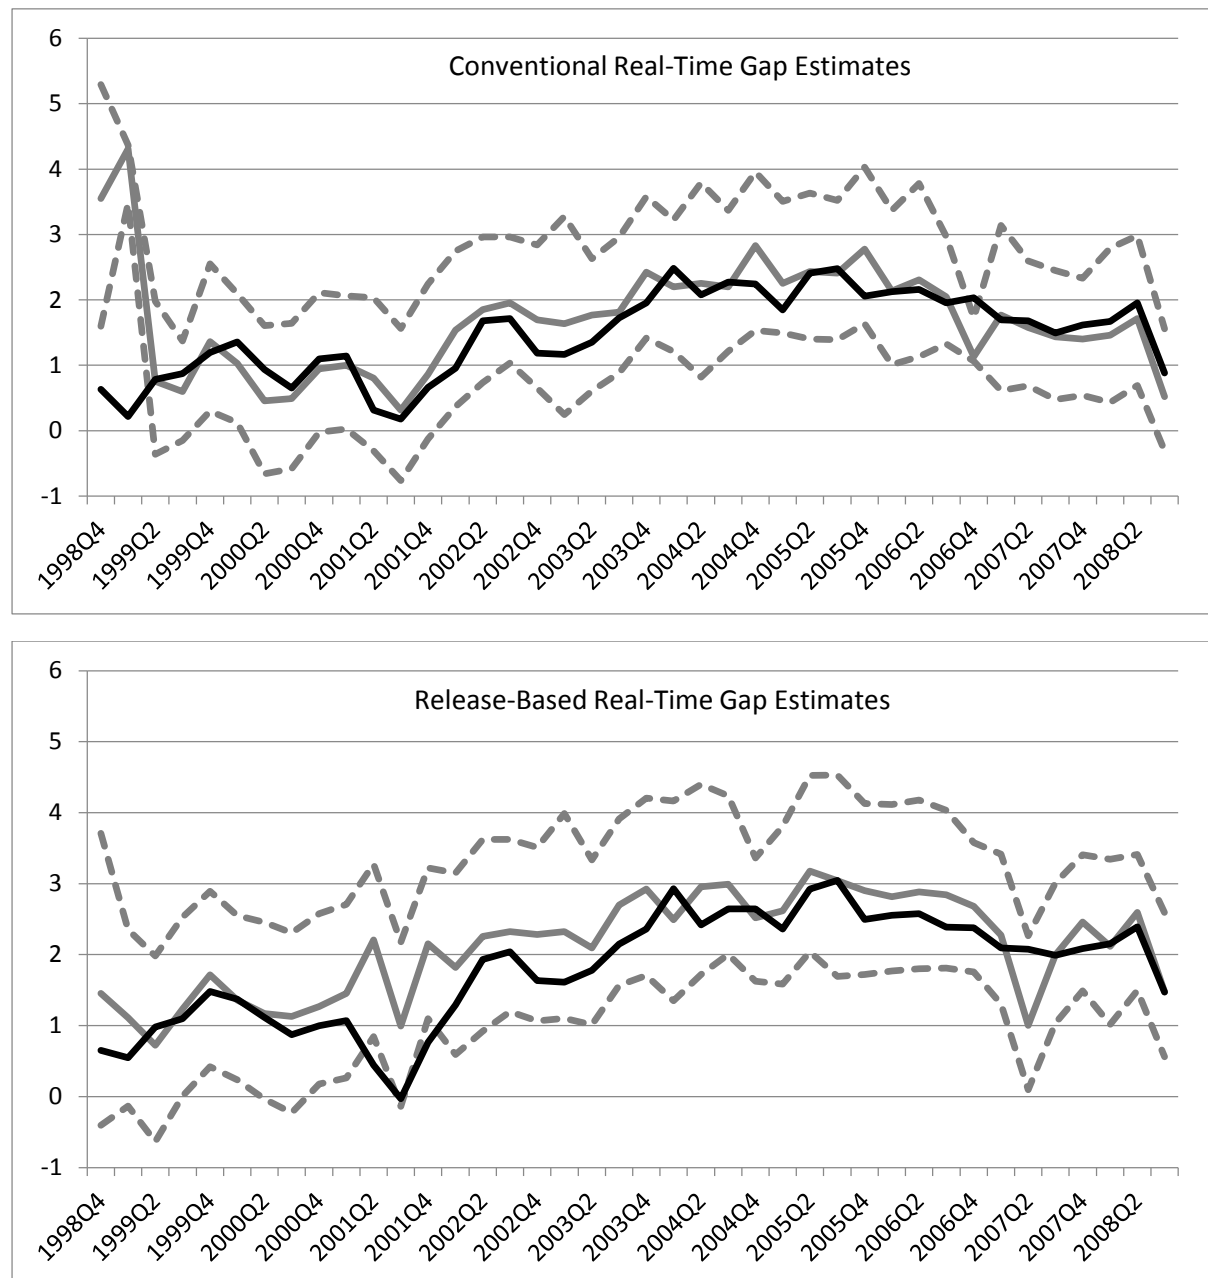 6
Conventional Real-Time Gap Estimates
5
4
3
2
1
0
-1
1998Q4
1999Q2
1999Q4
2000Q2
2000Q4
2001Q2
2001Q4
2002Q2
2002Q4
2003Q2
2003Q4
2004Q2
2004Q4
2005Q2
2005Q4
2006Q2
2006Q4
2007Q2
2007Q4
2008Q2
6
Release-Based Real-Time Gap Estimates
5
4
3
2
1
0
-1
1998Q4
1999Q2
1999Q4
2000Q2
2000Q4
2001Q2
2001Q4
2002Q2
2002Q4
2003Q2
2003Q4
2004Q2
2004Q4
2005Q2
2005Q4
2006Q2
2006Q4
2007Q2
2007Q4
2008Q2